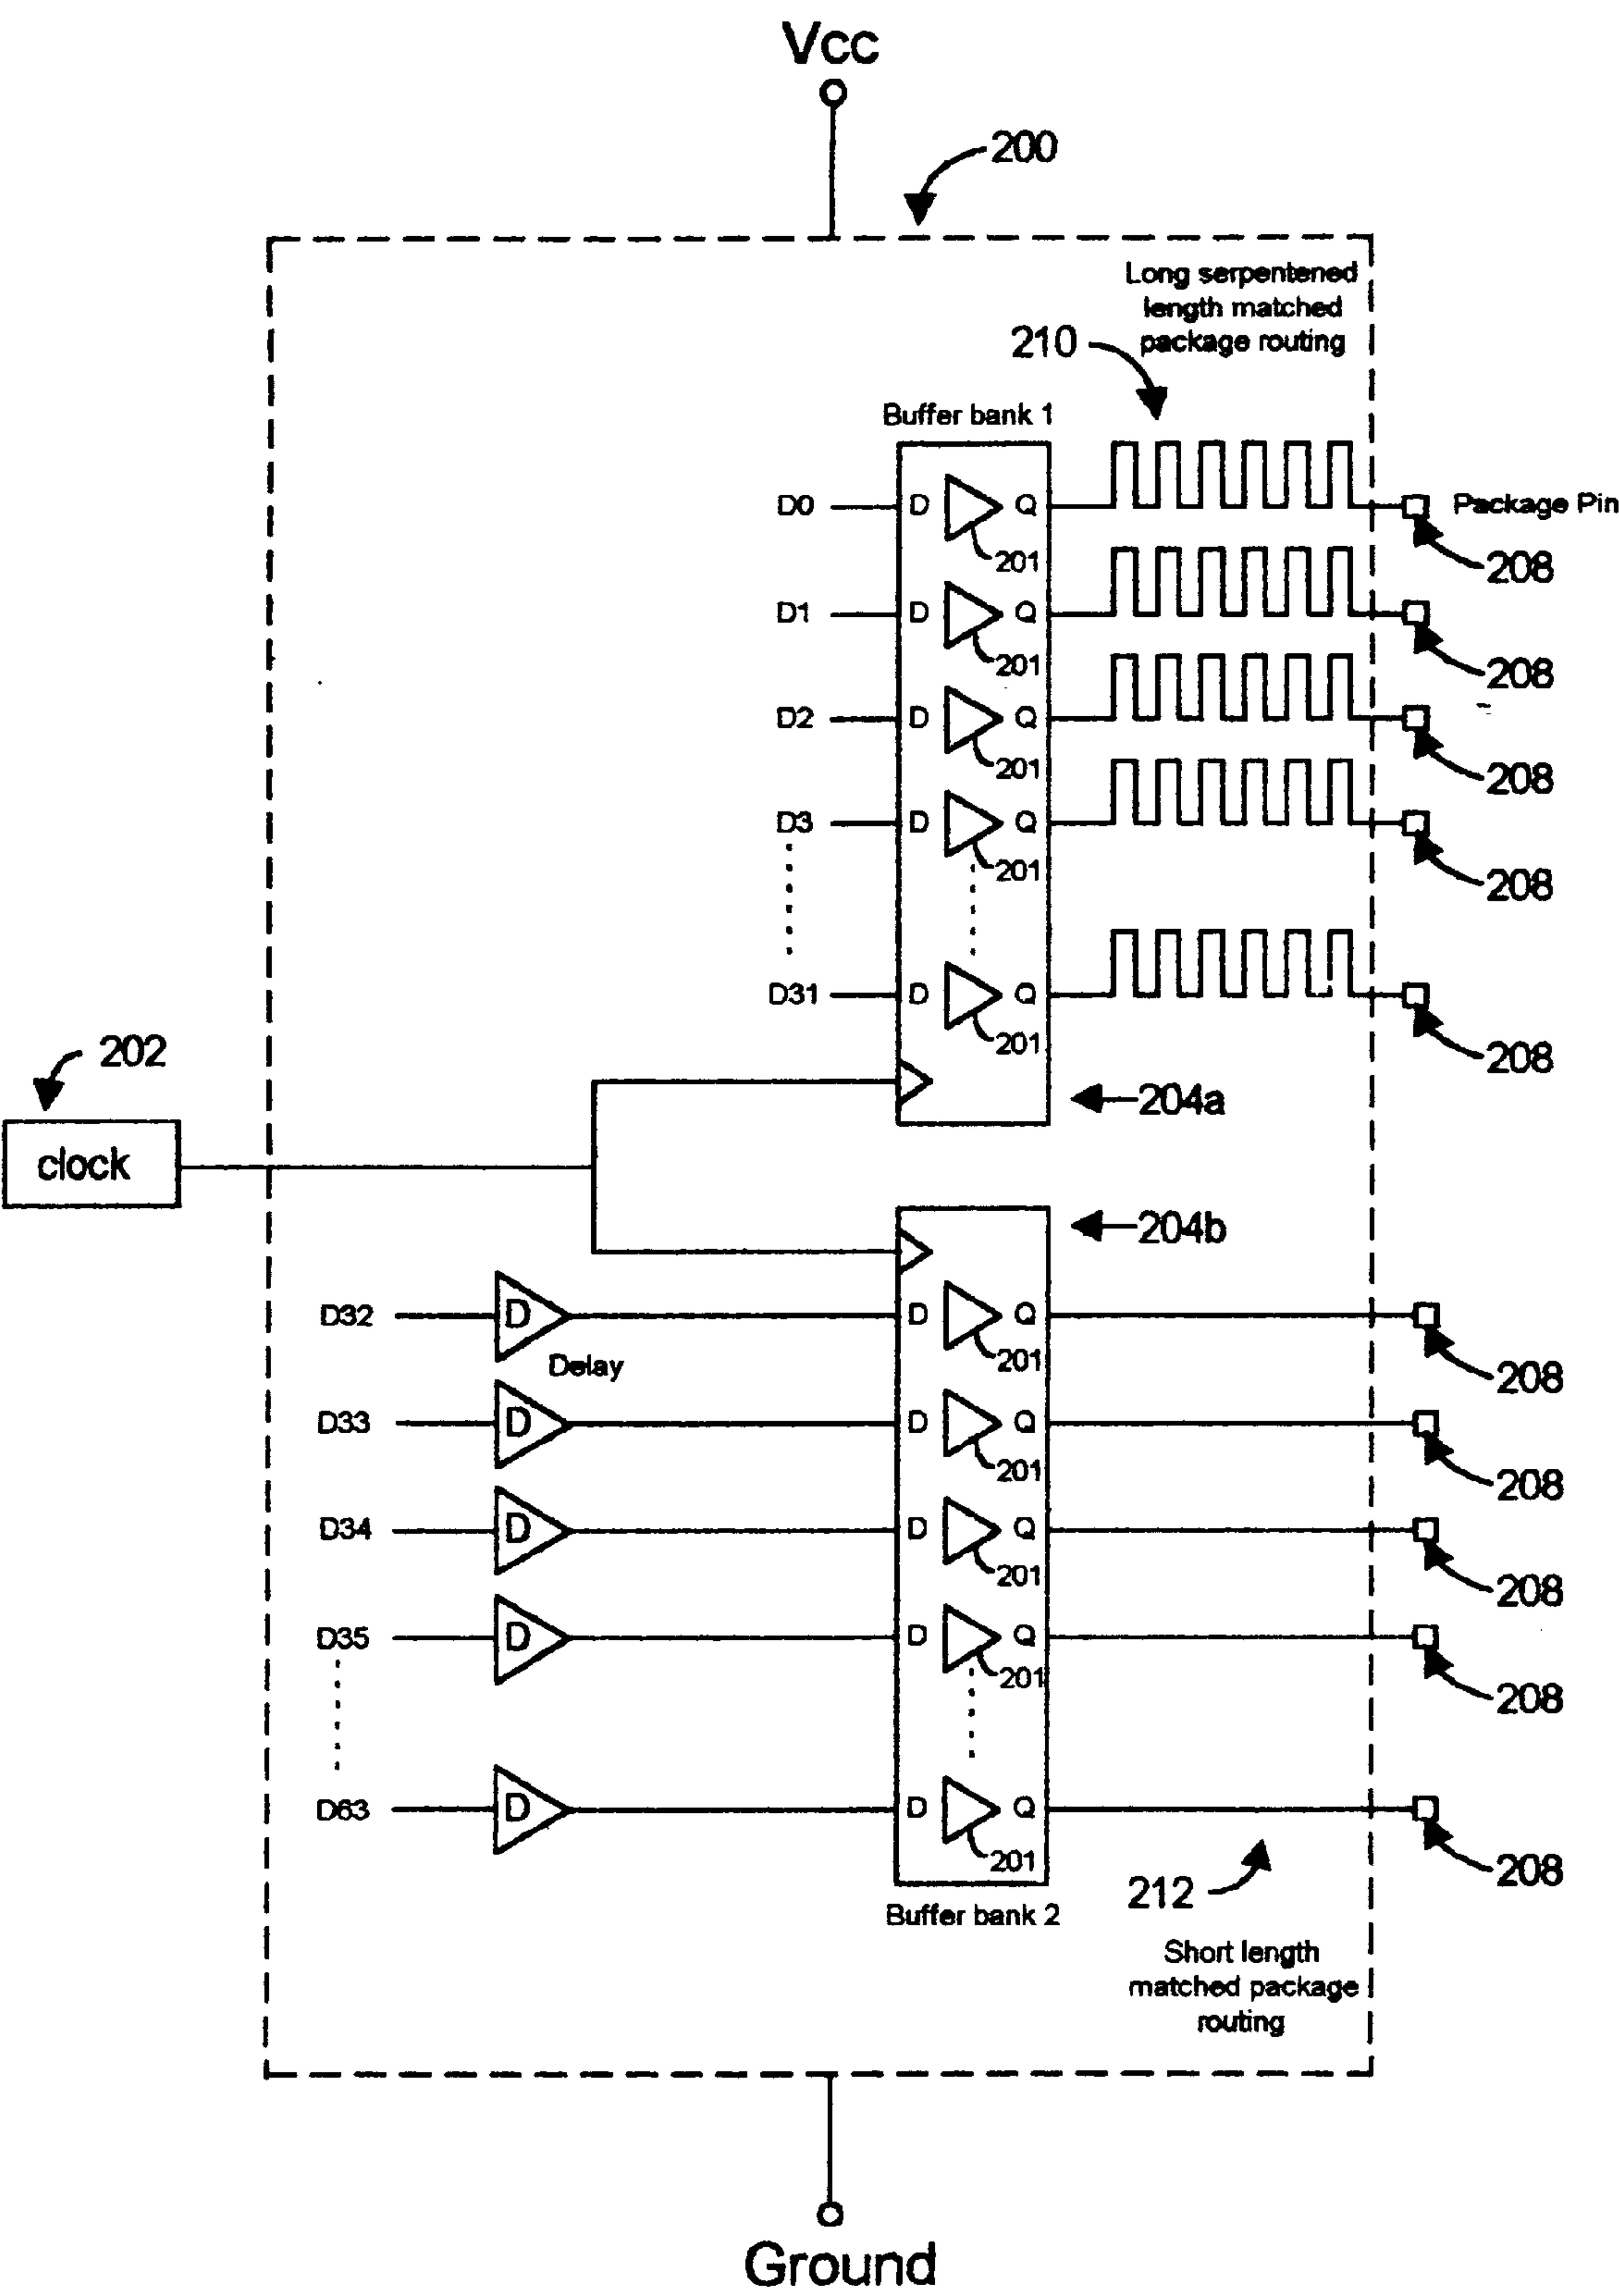 Vcc
200
Long serpentened
length matched
package routing
210
Buffer bank 1
D0 D Q Package Pin
201 208
D1 D Q
201 208
D2 D Q
201 208
D3 D Q
201 208
D31 D Q
201 208
202
204a
clock
204b
D32 D D Q
Delay 201 208
D33 D D Q
201 208
D34 D D Q
201 208
D35 D D Q
201 208
D63 D D Q
201 208
212
Buffer bank 2
Short length
matched package
routing
Ground